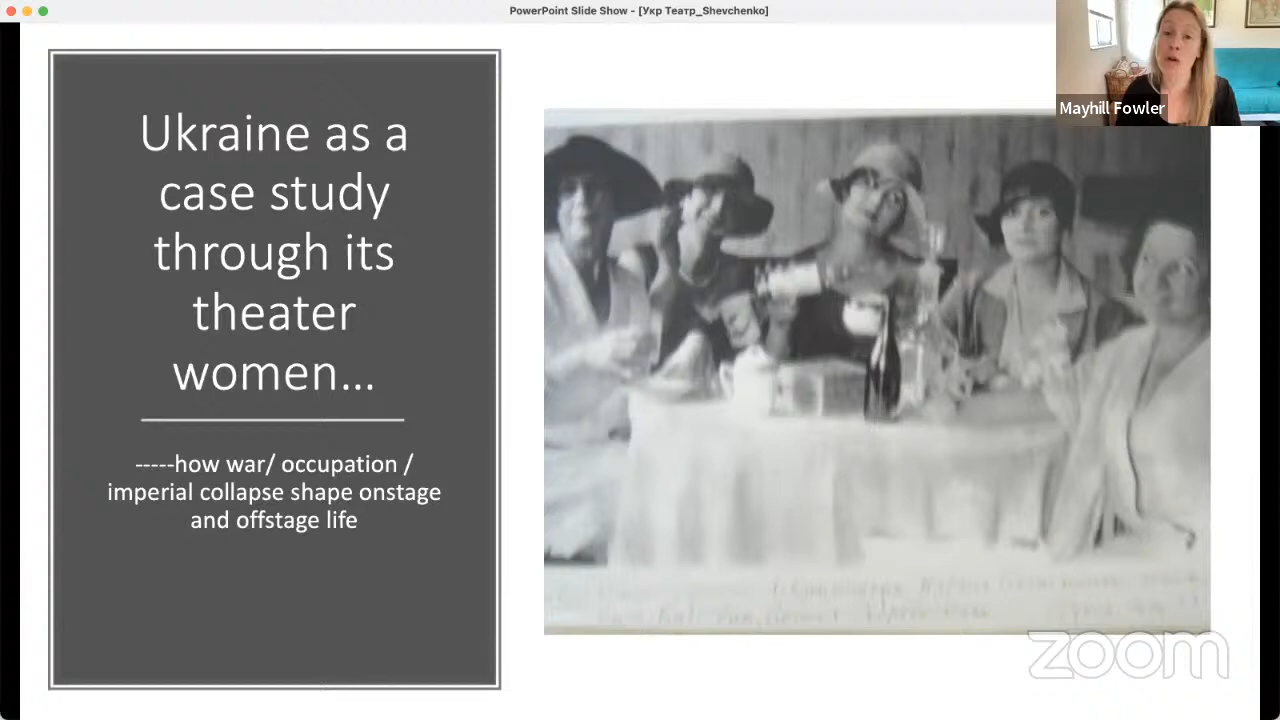 PowerPoint Slide Show - [Укр Театр_Shevchenko]
Mayhill Fowler
Ukraine as a
case study
through its
theater
women...
-----how war/ occupation /
imperial collapse shape onstage
and offstage life
zoom